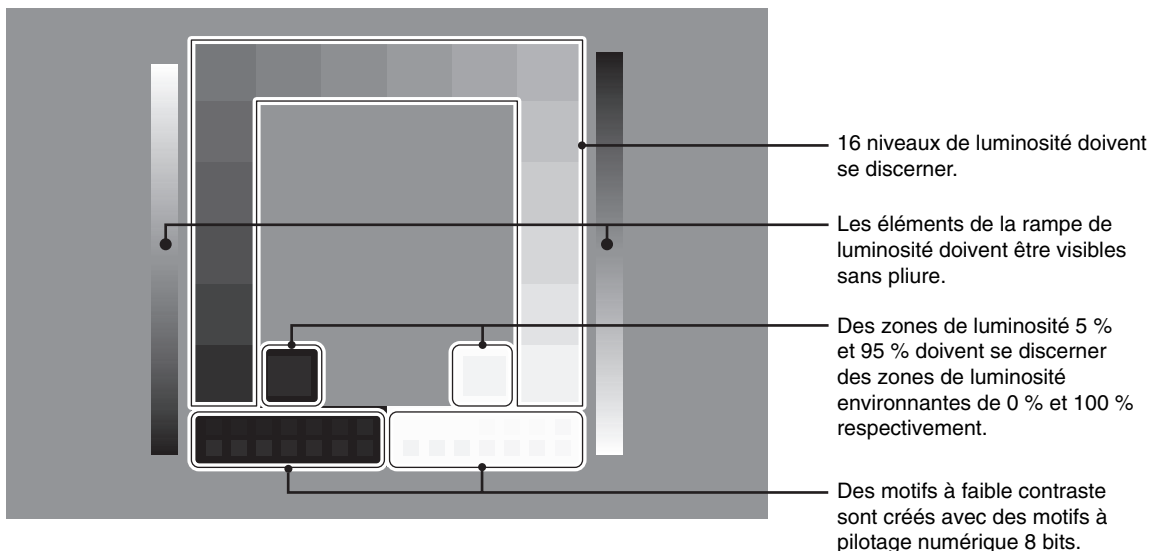 16 niveaux de luminosité doivent
se discerner.
Les éléments de la rampe de
luminosité doivent être visibles
sans pliure.
Des zones de luminosité 5 %
et 95 % doivent se discerner
des zones de luminosité
environnantes de 0 % et 100 %
respectivement.
Des motifs à faible contraste
sont créés avec des motifs à
pilotage numérique 8 bits.